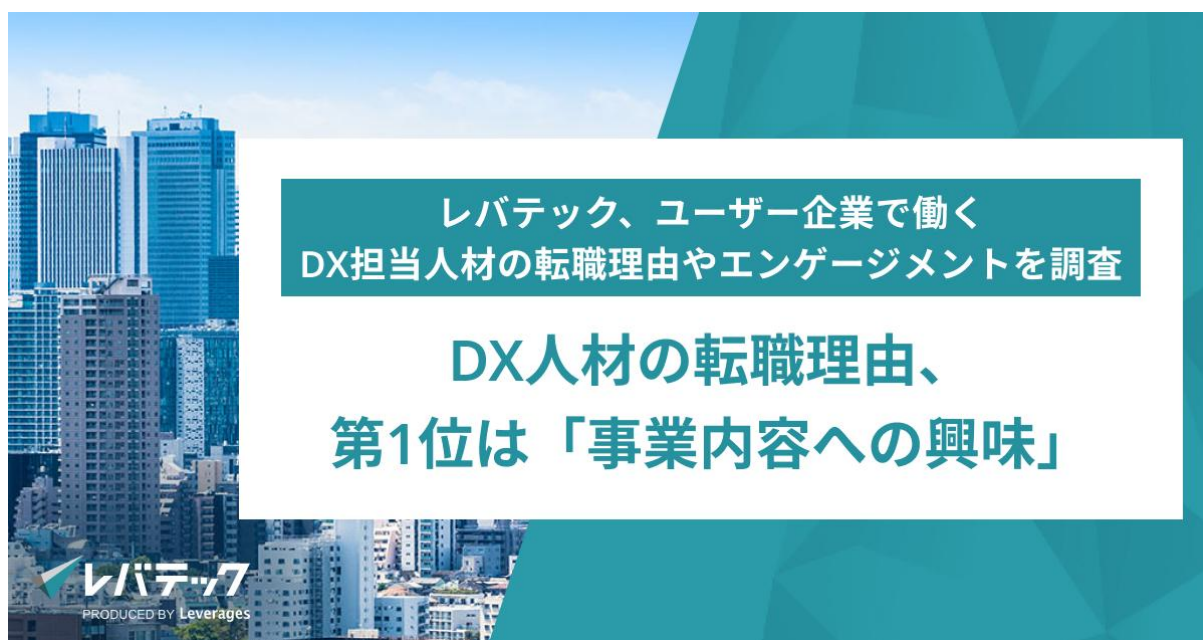 レバテック、ユーザー企業で働く
DX担当人材の転職理由やエンゲージメントを調査
DX人材の転職理由、
第1位は「事業内容への興味」
レバテック
PRODUCED BY Leverages